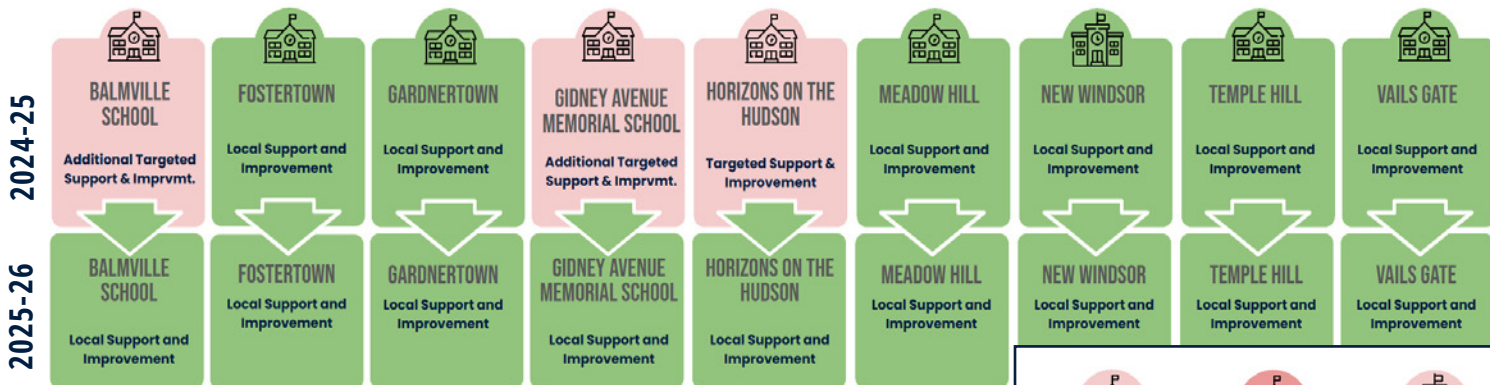 2024-25
BALMVILLE
SCHOOL
Additional Targeted
Support & Imprvmt.
FOSTERTOWN
Local Support and
Improvement
GARDNERTOWN
Local Support and
Improvement
GIDNEY AVENUE
MEMORIAL SCHOOL
Additional Targeted
Support & Imprvmt.
HORIZONS ON THE
HUDSON
Targeted Support &
Improvement
MEADOW HILL
Local Support and
Improvement
NEW WINDSOR
Local Support and
Improvement
TEMPLE HILL
Local Support and
Improvement
VAILS GATE
Local Support and
Improvement
2025-26
BALMVILLE
SCHOOL
Local Support and
Improvement
FOSTERTOWN
Local Support and
Improvement
GARDNERTOWN
Local Support and
Improvement
GIDNEY AVENUE
MEMORIAL SCHOOL
Local Support and
Improvement
HORIZONS ON THE
HUDSON
Local Support and
Improvement
MEADOW HILL
Local Support and
Improvement
NEW WINDSOR
Local Support and
Improvement
TEMPLE HILL
Local Support and
Improvement
VAILS GATE
Local Support and
Improvement